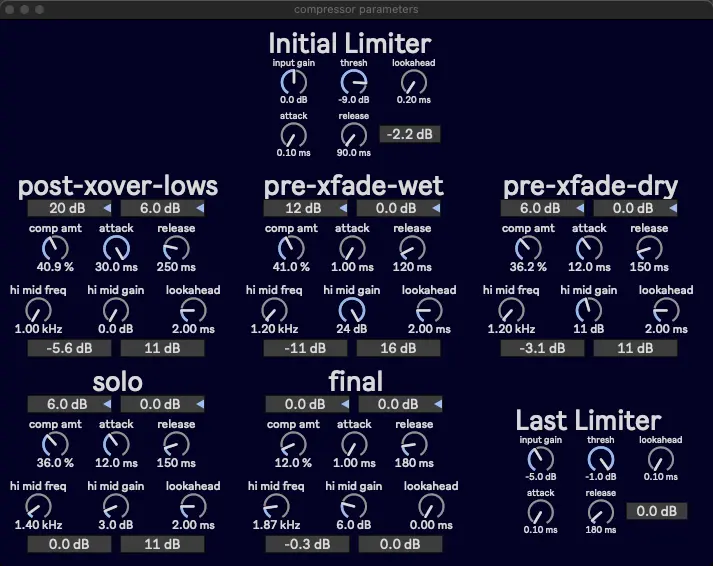 compressor parameters
Initial Limiter
input gain thresh lookahead
0.0 dB -9.0 dB 0.20 ms
attack release
-2.2 dB
0.10 ms 90.0 ms
post-xover-lows pre-xfade-wet pre-xfade-dry
20 dB 6.0 dB 12 dB 0.0 dB 6.0 dB 0.0 dB
comp amt attack release comp amt attack release comp amt attack release
40.9 % 30.0 ms 250 ms 41.0 % 1.00 ms 120 ms 36.2 % 12.0 ms 150 ms
hi mid freq hi mid gain lookahead hi mid freq hi mid gain lookahead hi mid freq hi mid gain lookahead
1.00 kHz 0.0 dB 2.00 ms 1.20 kHz 24 dB 2.00 ms 1.20 kHz 11 dB 2.00 ms
-5.6 dB 11 dB -11 dB 16 dB -3.1 dB 11 dB
solo final
6.0 dB 0.0 dB 0.0 dB 0.0 dB
comp amt attack release comp amt attack release
36.0 % 12.0 ms 150 ms 12.0 % 1.00 ms 180 ms
hi mid freq hi mid gain lookahead hi mid freq hi mid gain lookahead
1.40 kHz 3.0 dB 2.00 ms 1.87 kHz 6.0 dB 0.00 ms
0.0 dB 11 dB -0.3 dB 0.0 dB
Last Limiter
input gain thresh lookahead
-5.0 dB -1.0 dB 0.10 ms
attack release
0.0 dB
0.10 ms 180 ms